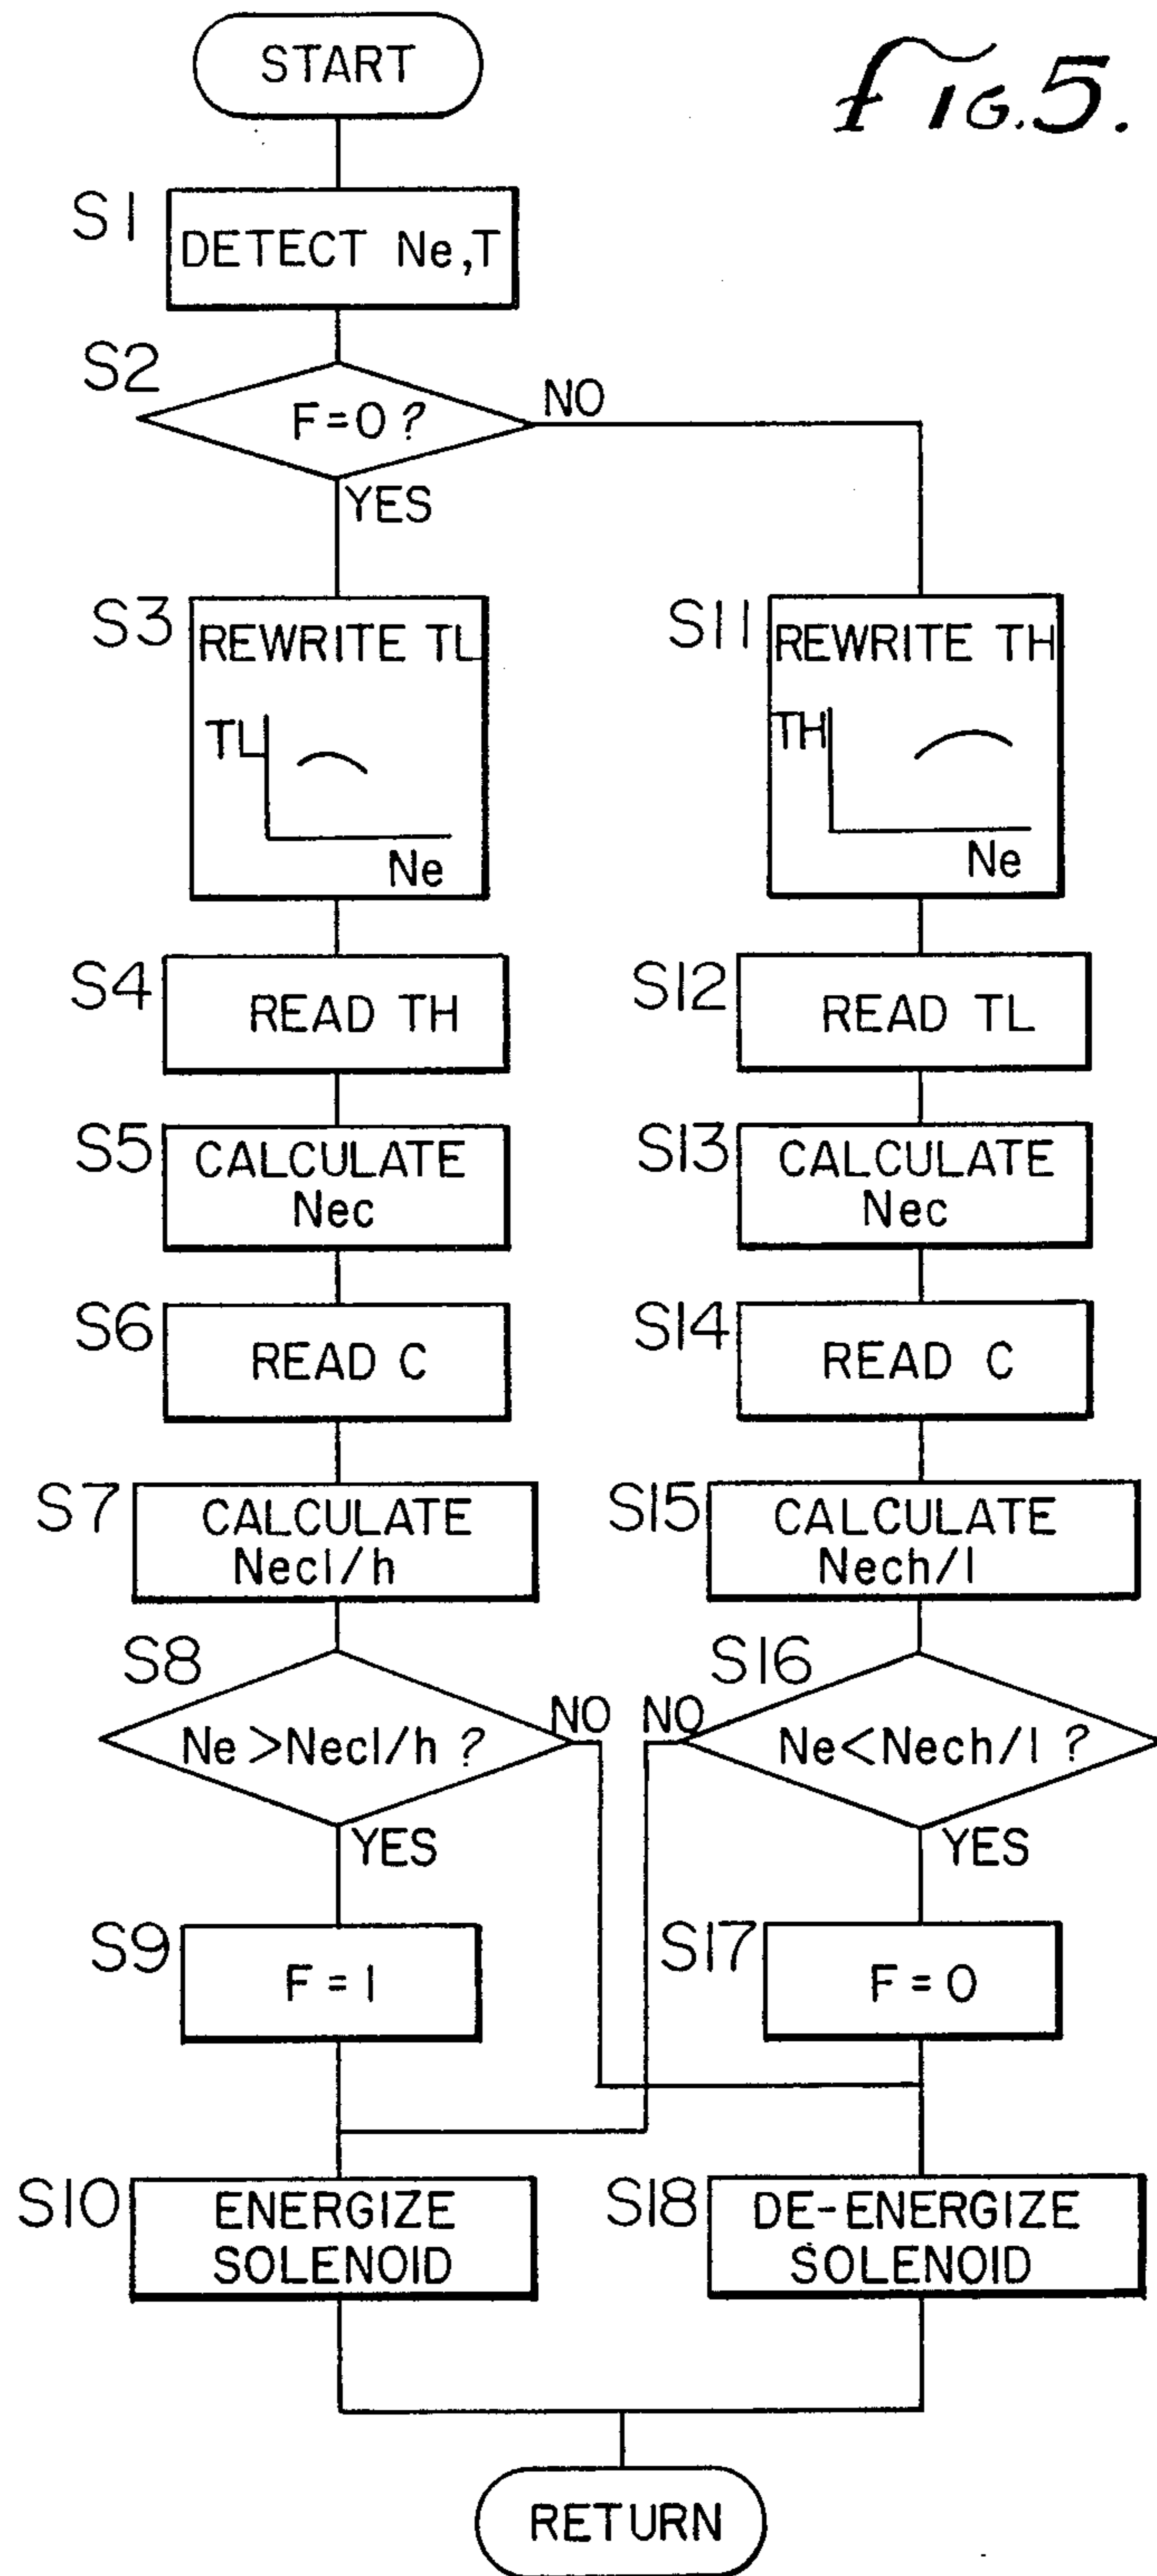 START
FIG.5.
S1
DETECT Ne,T
S2
F=0?
NO
YES
S3
REWRITE TL
TL
Ne
S11
REWRITE TH
TH
Ne
S4
READ TH
S12
READ TL
S5
CALCULATE
Nec
S13
CALCULATE
Nec
S6
READ C
S14
READ C
S7
CALCULATE
Necl/h
S15
CALCULATE
Nech/l
S8
Ne>Necl/h ?
NO
YES
S16
NO
Ne<Nech/l ?
YES
S9
F=1
S17
F=0
S10
ENERGIZE
SOLENOID
S18
DE-ENERGIZE
SOLENOID
RETURN